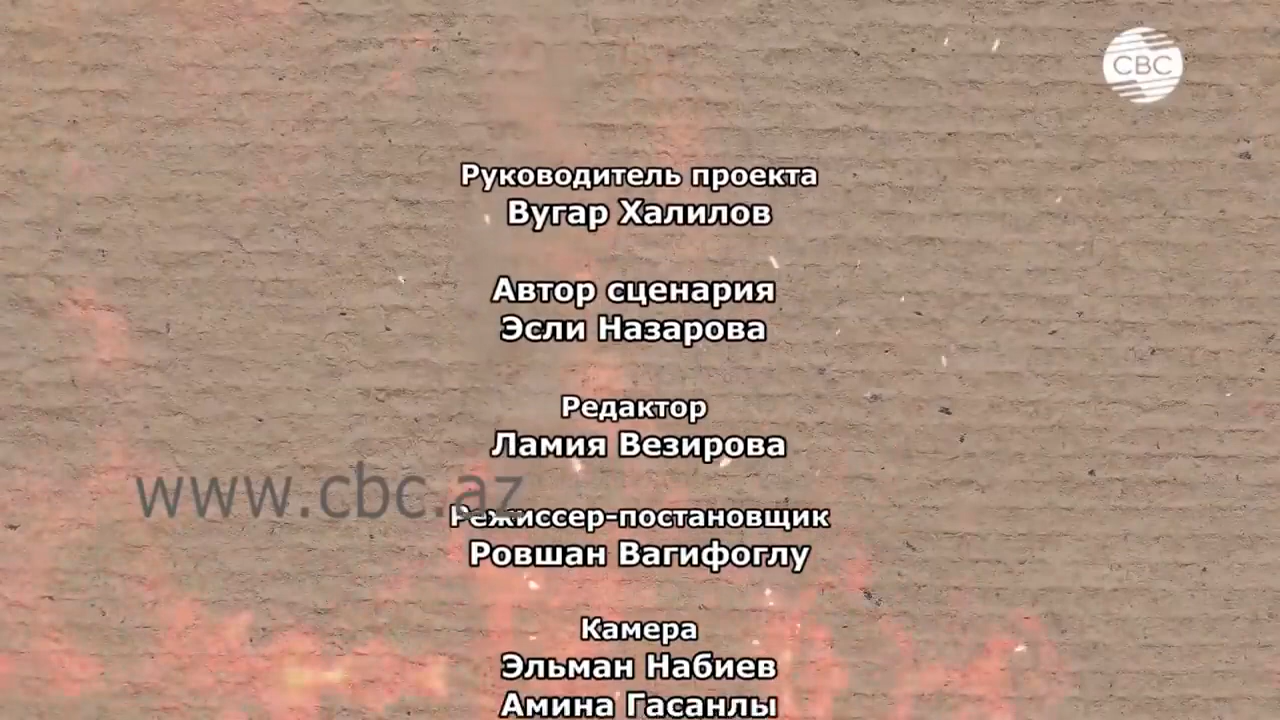 CBC
Руководитель проекта
Вугар Халилов
Автор сценария
Эсли Назарова
Редактор
Ламия Везирова
www.cbc.az
Режиссер-постановщик
Ровшан Вагифоглу
Камера
Эльман Набиев
Амина Гасанлы